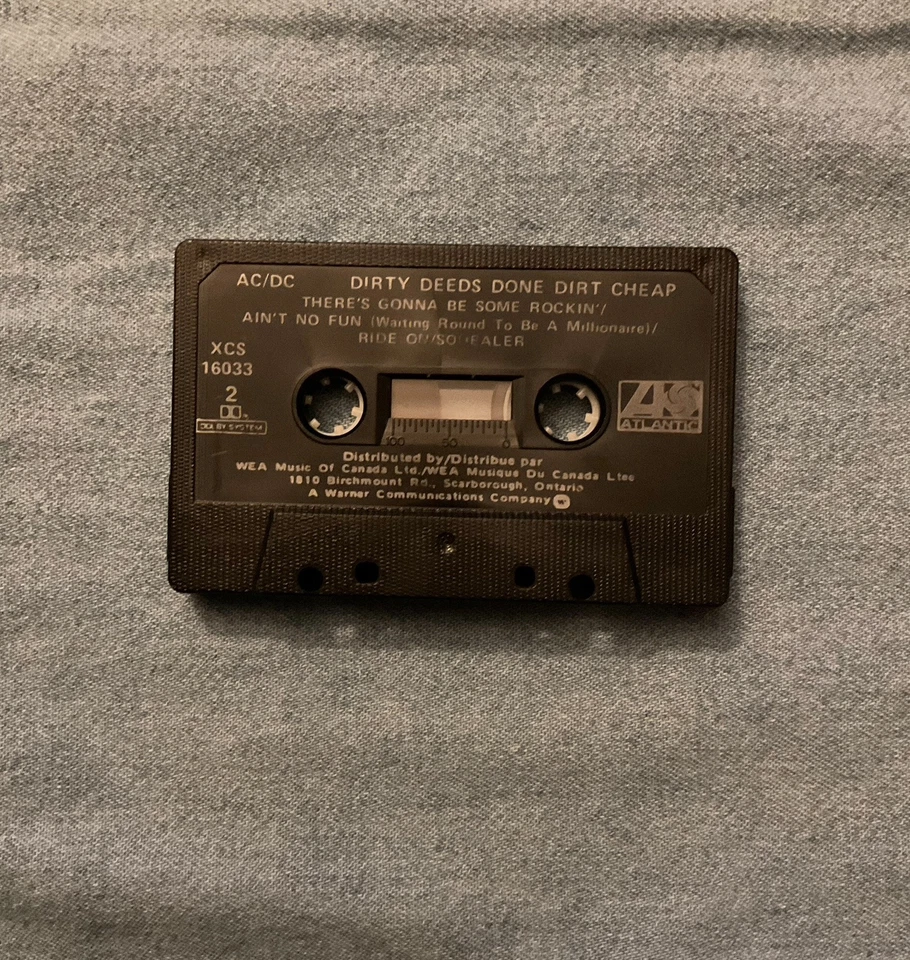 AC/DC DIRTY DEEDS DONE DIRT CHEAP
THERE'S GONNA BE SOME ROCKIN'/
AIN'T NO FUN (Waiting Round To Be A Millionaire)/
RIDE ON/SQUEALER
XCS
16033
2
DOLBY SYSTEM
ATLANTIC
100 50 0
Distributed by/Distribue par
WEA Music Of Canada Ltd./WEA Musique Du Canada Ltee
1810 Birchmount Rd., Scarborough, Ontario
A Warner Communications Company